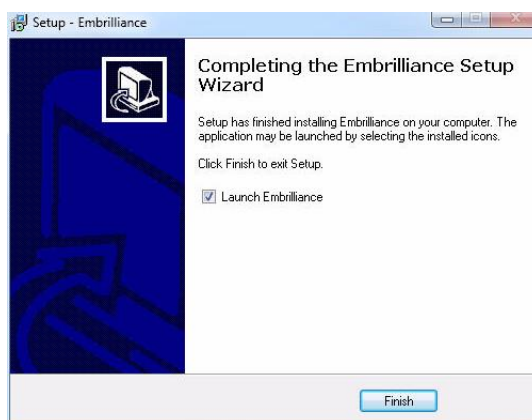 Setup - Embrilliance
Completing the Embrilliance Setup
Wizard
Setup has finished installing Embrilliance on your computer. The
application may be launched by selecting the installed icons.
Click Finish to exit Setup.
Launch Embrilliance
Finish